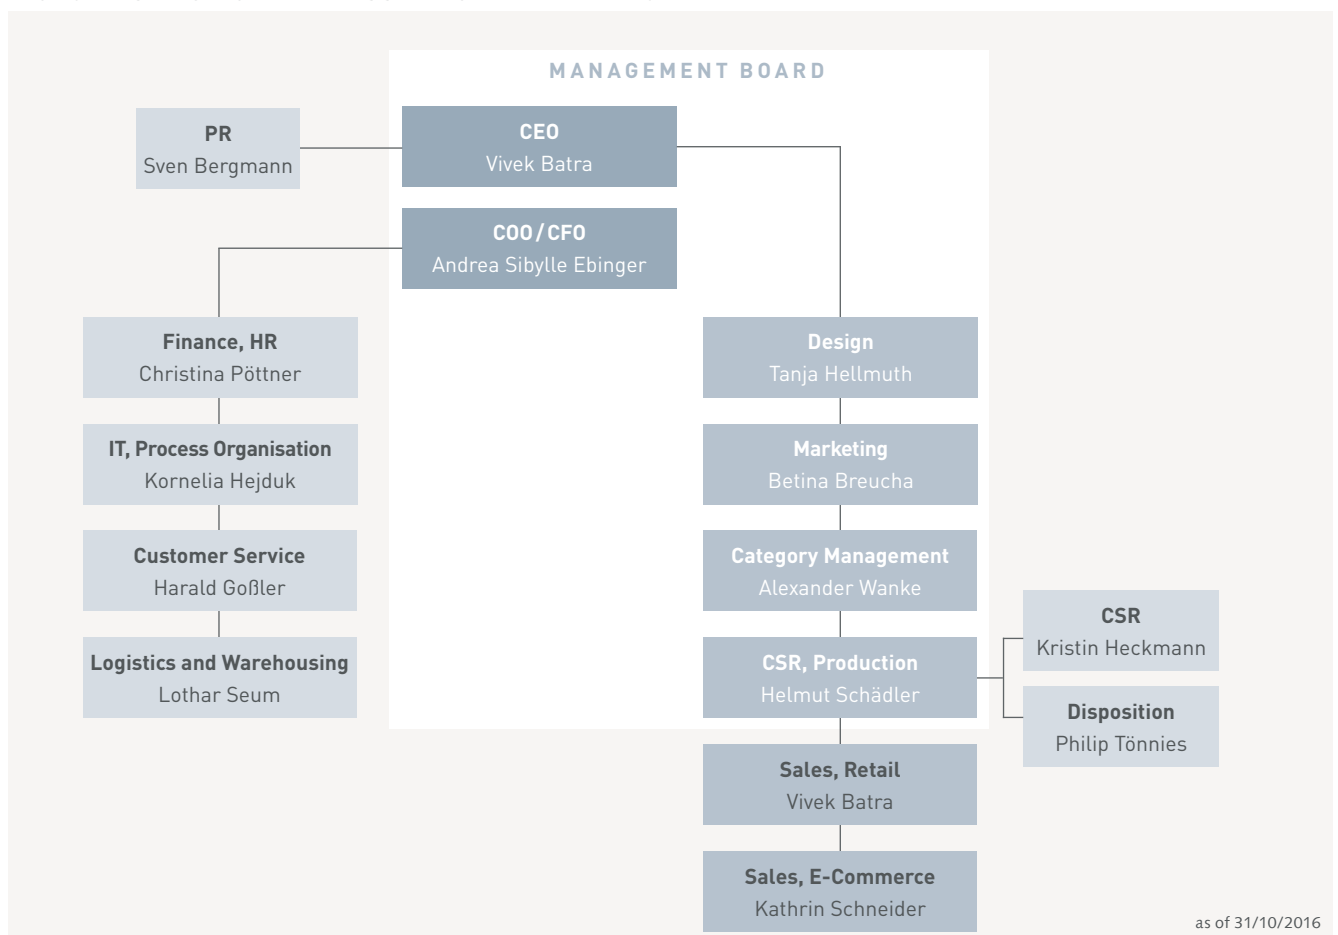 MANAGEMENT BOARD
PR
Sven Bergmann
CEO
Vivek Batra
COO/CFO
Andrea Sibylle Ebinger
Finance, HR
Christina Pöttner
IT, Process Organisation
Kornelia Hejduk
Customer Service
Harald Goßler
Logistics and Warehousing
Lothar Seum
Design
Tanja Hellmuth
Marketing
Betina Breucha
Category Management
Alexander Wanke
CSR, Production
Helmut Schädler
CSR
Kristin Heckmann
Disposition
Philip Tönnies
Sales, Retail
Vivek Batra
Sales, E-Commerce
Kathrin Schneider
as of 31/10/2016